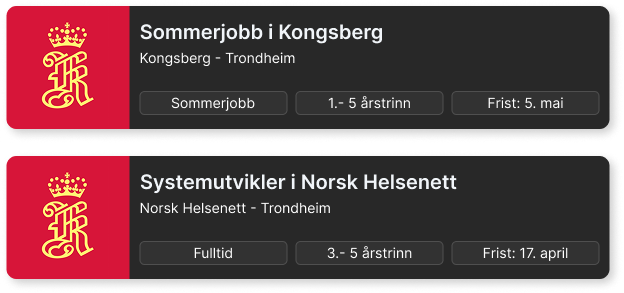 Sommerjobb i Kongsberg
Kongsberg - Trondheim
Sommerjobb 1.- 5 årstrinn Frist: 5. mai
Systemutvikler i Norsk Helsenett
Norsk Helsenett - Trondheim
Fulltid 3.- 5 årstrinn Frist: 17. april